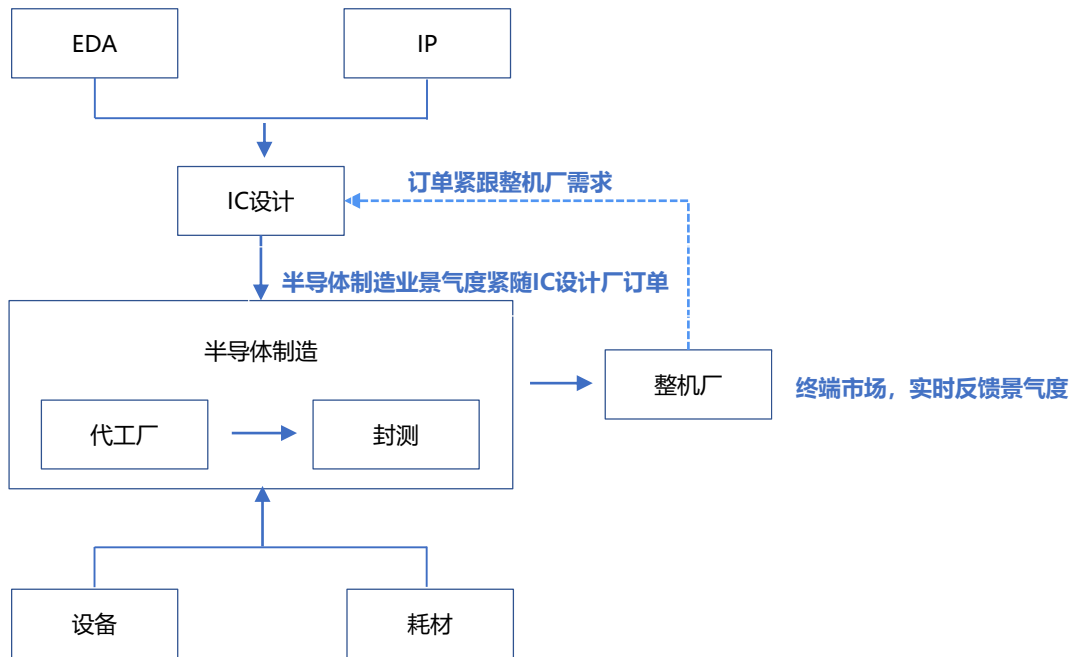 EDA
IP
IC设计
订单紧跟整机厂需求
半导体制造业景气度紧随IC设计厂订单
半导体制造
代工厂
封测
整机厂
终端市场，实时反馈景气度
设备
耗材